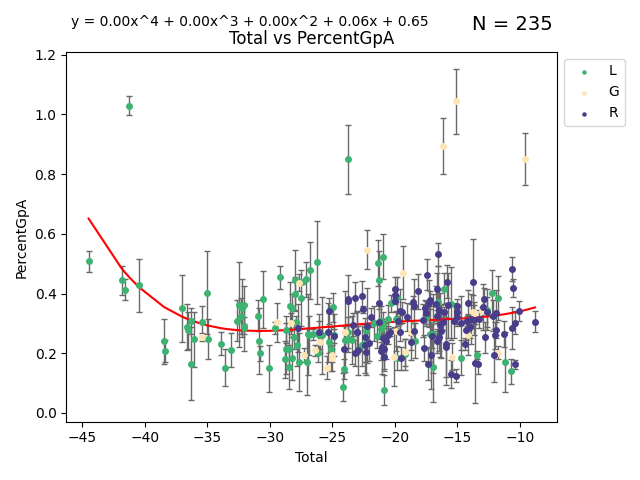 y = 0.00x^4 + 0.00x^3 + 0.00x^2 + 0.06x + 0.65
N = 235
Total vs PercentGpA
L
G
R
PercentGpA
1.2
1.0
0.8
0.6
0.4
0.2
0.0
−45 −40 −35 −30 −25 −20 −15 −10
Total